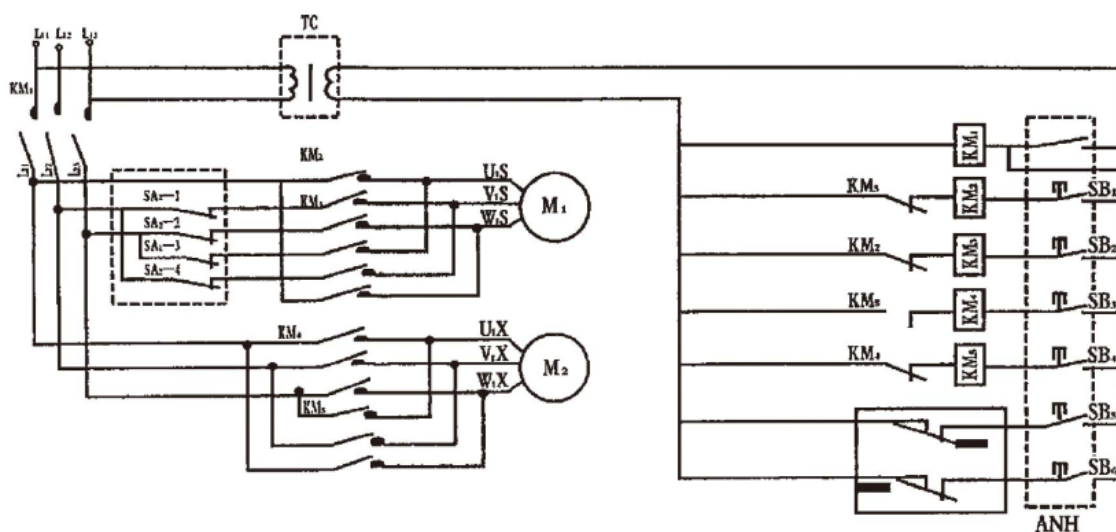 TC
L₁₁ L₁₂ L₁₃
KM₁
L₂₁ L₂₂ L₂₃
SA₂—1
SA₂—2
SA₁—3
SA₂—4
KM₂
KM₃
U₁S
V₁S
W₁S
M₁
KM₄
KM₅
U₁X
V₁X
W₁X
M₂
KM₁
KM₃ KM₂ SB₁
KM₂ KM₃ SB₂
KM₅ KM₄ SB₃
KM₄ KM₅ SB₄
SB₅
SB₆
ANH